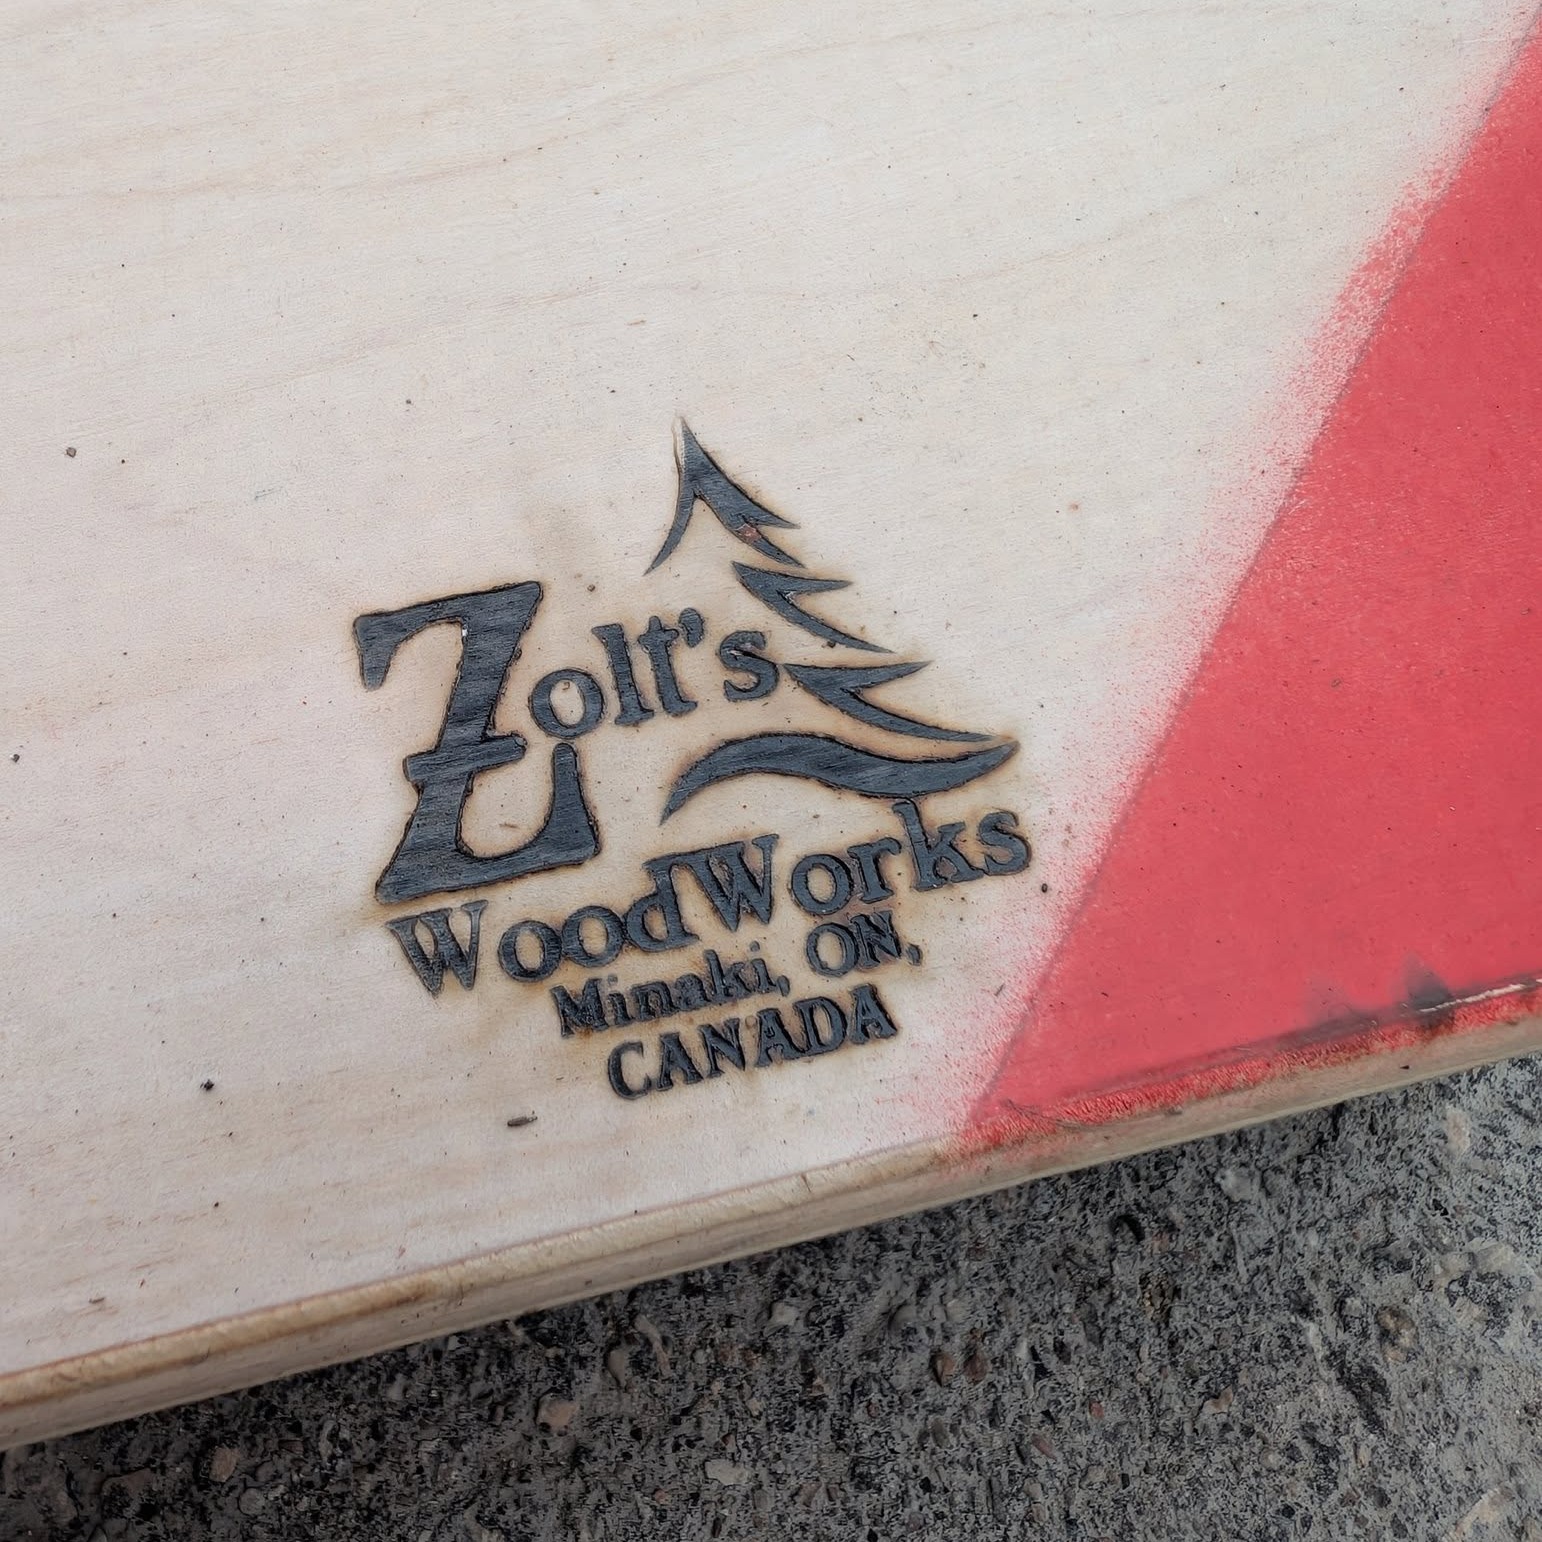 Zolt's
WoodWorks
Minaki, ON,
CANADA